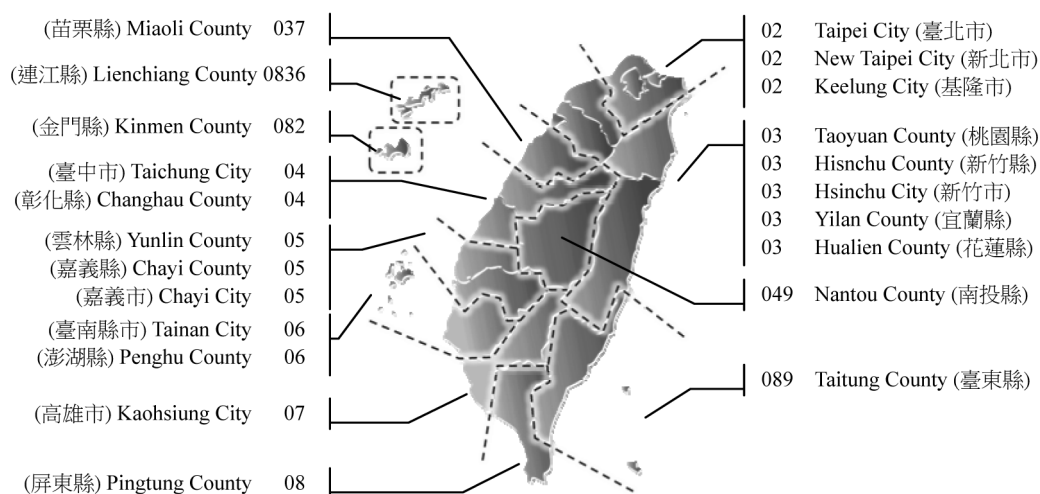 (苗栗縣) Miaoli County 037
(連江縣) Lienchiang County 0836
(金門縣) Kinmen County 082
(臺中市) Taichung City 04
(彰化縣) Changhau County 04
(雲林縣) Yunlin County 05
(嘉義縣) Chayi County 05
(嘉義市) Chayi City 05
(臺南縣市) Tainan City 06
(澎湖縣) Penghu County 06
(高雄市) Kaohsiung City 07
(屏東縣) Pingtung County 08
02 Taipei City (臺北市)
02 New Taipei City (新北市)
02 Keelung City (基隆市)
03 Taoyuan County (桃園縣)
03 Hisnchu County (新竹縣)
03 Hsinchu City (新竹市)
03 Yilan County (宜蘭縣)
03 Hualien County (花蓮縣)
049 Nantou County (南投縣)
089 Taitung County (臺東縣)